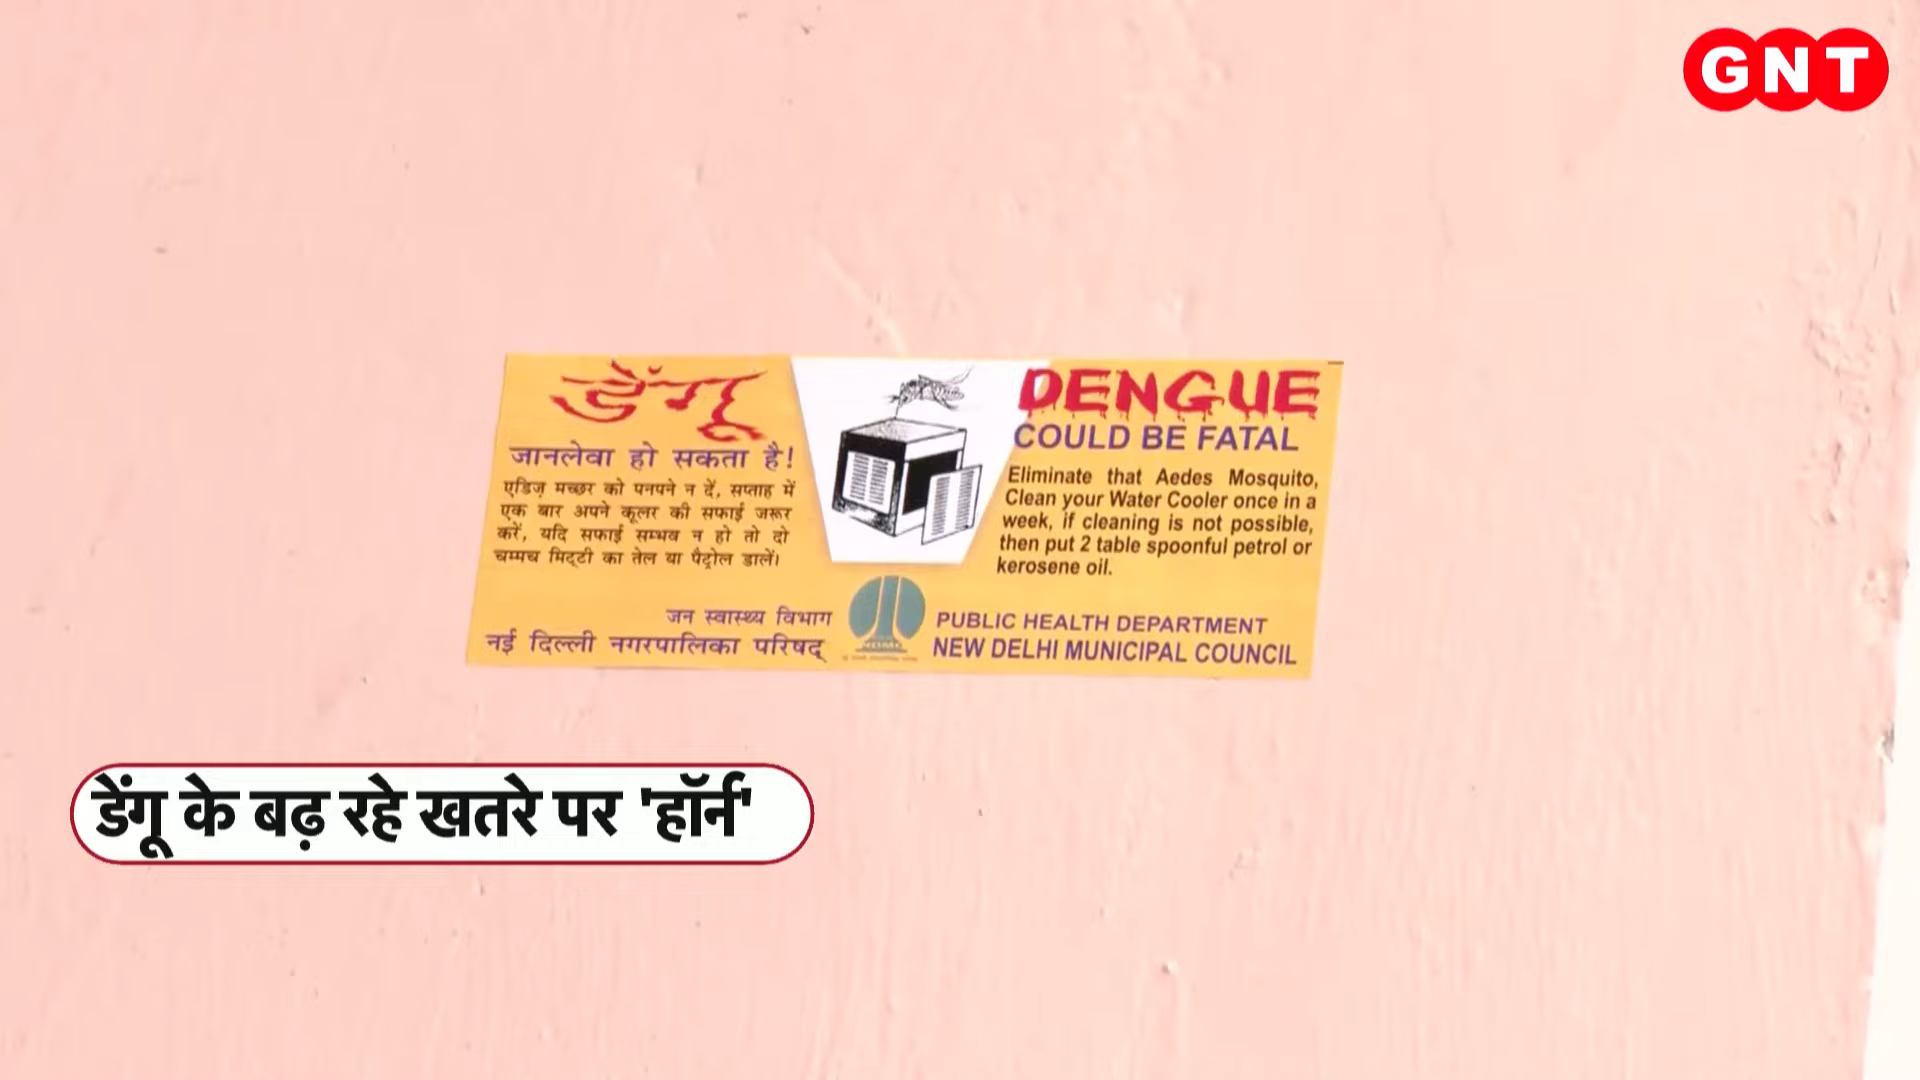 GNT
डेंगू
जानलेवा हो सकता है!
एडिज़ मच्छर को पनपने न दें, सप्ताह में
एक बार अपने कूलर की सफाई जरूर
करें, यदि सफाई सम्भव न हो तो दो
चम्मच मिट्टी का तेल या पैट्रोल डालें।
जन स्वास्थ्य विभाग
नई दिल्ली नगरपालिका परिषद्
DENGUE
COULD BE FATAL
Eliminate that Aedes Mosquito,
Clean your Water Cooler once in a
week, if cleaning is not possible,
then put 2 table spoonful petrol or
kerosene oil.
NDMC
PUBLIC HEALTH DEPARTMENT
NEW DELHI MUNICIPAL COUNCIL
डेंगू के बढ़ रहे खतरे पर 'हॉर्न'